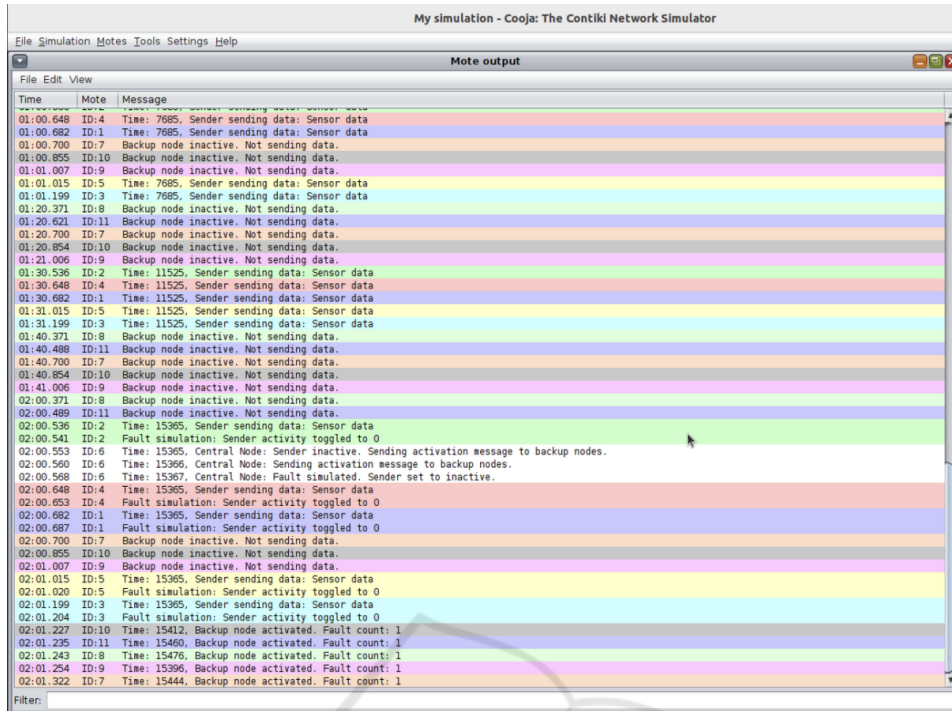 My simulation - Cooja: The Contiki Network Simulator
File Simulation Motes Tools Settings Help
Mote output
File Edit View
Time Mote Message
01:00.648 ID:4 Time: 7685, Sender sending data: Sensor data
01:00.682 ID:1 Time: 7685, Sender sending data: Sensor data
01:00.700 ID:7 Backup node inactive. Not sending data.
01:00.855 ID:10 Backup node inactive. Not sending data.
01:01.007 ID:9 Backup node inactive. Not sending data.
01:01.015 ID:5 Time: 7685, Sender sending data: Sensor data
01:01.199 ID:3 Time: 7685, Sender sending data: Sensor data
01:20.371 ID:8 Backup node inactive. Not sending data.
01:20.621 ID:11 Backup node inactive. Not sending data.
01:20.700 ID:7 Backup node inactive. Not sending data.
01:20.854 ID:10 Backup node inactive. Not sending data.
01:21.006 ID:9 Backup node inactive. Not sending data.
01:30.536 ID:2 Time: 11525, Sender sending data: Sensor data
01:30.648 ID:4 Time: 11525, Sender sending data: Sensor data
01:30.682 ID:1 Time: 11525, Sender sending data: Sensor data
01:31.015 ID:5 Time: 11525, Sender sending data: Sensor data
01:31.199 ID:3 Time: 11525, Sender sending data: Sensor data
01:40.371 ID:8 Backup node inactive. Not sending data.
01:40.488 ID:11 Backup node inactive. Not sending data.
01:40.700 ID:7 Backup node inactive. Not sending data.
01:40.854 ID:10 Backup node inactive. Not sending data.
01:41.006 ID:9 Backup node inactive. Not sending data.
02:00.371 ID:8 Backup node inactive. Not sending data.
02:00.489 ID:11 Backup node inactive. Not sending data.
02:00.536 ID:2 Time: 15365, Sender sending data: Sensor data
02:00.541 ID:2 Fault simulation: Sender activity toggled to 0
02:00.553 ID:6 Time: 15365, Central Node: Sender inactive. Sending activation message to backup nodes.
02:00.560 ID:6 Time: 15366, Central Node: Sending activation message to backup nodes.
02:00.568 ID:6 Time: 15367, Central Node: Fault simulated. Sender set to inactive.
02:00.648 ID:4 Time: 15365, Sender sending data: Sensor data
02:00.653 ID:4 Fault simulation: Sender activity toggled to 0
02:00.682 ID:1 Time: 15365, Sender sending data: Sensor data
02:00.687 ID:1 Fault simulation: Sender activity toggled to 0
02:00.700 ID:7 Backup node inactive. Not sending data.
02:00.855 ID:10 Backup node inactive. Not sending data.
02:01.007 ID:9 Backup node inactive. Not sending data.
02:01.015 ID:5 Time: 15365, Sender sending data: Sensor data
02:01.020 ID:5 Fault simulation: Sender activity toggled to 0
02:01.199 ID:3 Time: 15365, Sender sending data: Sensor data
02:01.204 ID:3 Fault simulation: Sender activity toggled to 0
02:01.227 ID:10 Time: 15412, Backup node activated. Fault count: 1
02:01.235 ID:11 Time: 15460, Backup node activated. Fault count: 1
02:01.243 ID:8 Time: 15476, Backup node activated. Fault count: 1
02:01.254 ID:9 Time: 15396, Backup node activated. Fault count: 1
02:01.322 ID:7 Time: 15444, Backup node activated. Fault count: 1
Filter: